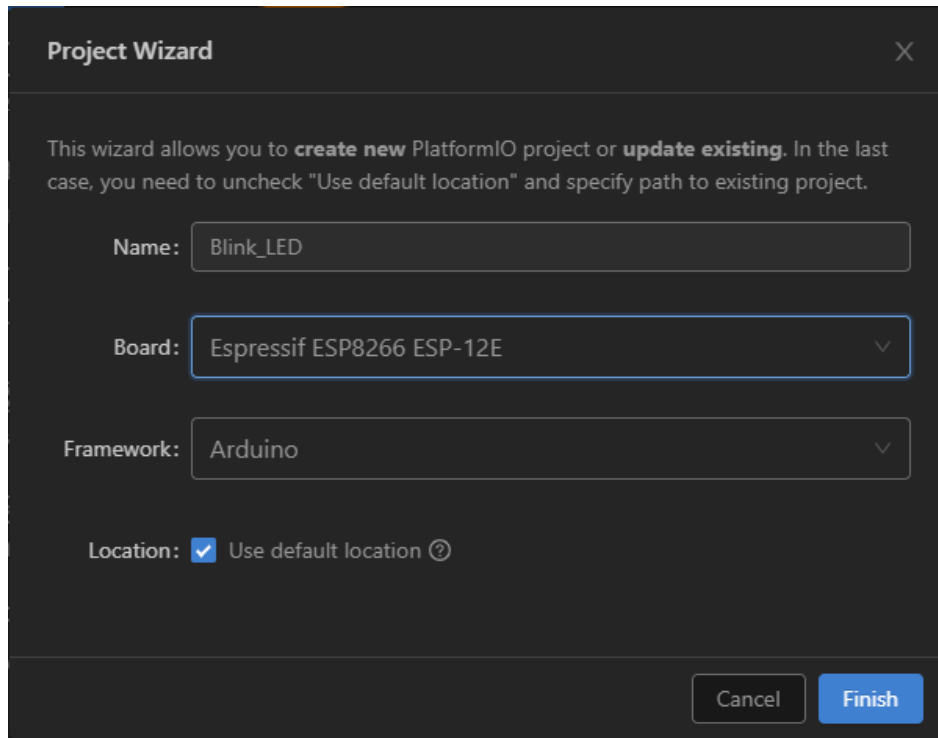 Project Wizard
This wizard allows you to create new PlatformIO project or update existing. In the last
case, you need to uncheck "Use default location" and specify path to existing project.
Name: Blink_LED
Board: Espressif ESP8266 ESP-12E
Framework: Arduino
Location: Use default location
Cancel Finish